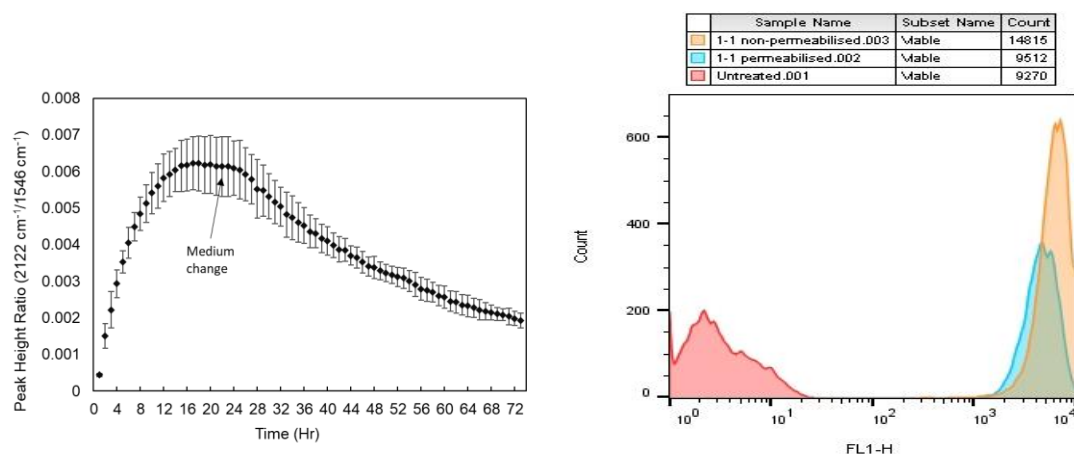 Peak Height Ratio (2122 cm⁻¹/1546 cm⁻¹)
0.008
0.007
0.006
0.005
0.004
0.003
0.002
0.001
0
Medium
change
0 4 8 12 16 20 24 28 32 36 40 44 48 52 56 60 64 68 72
Time (Hr)
Sample Name Subset Name Count
1-1 non-permeabilised.003 Viable 14815
1-1 permeabilised.002 Viable 9512
Untreated.001 Viable 9270
Count
600
400
200
0
10⁰ 10¹ 10² 10³ 10⁴
FL1-H